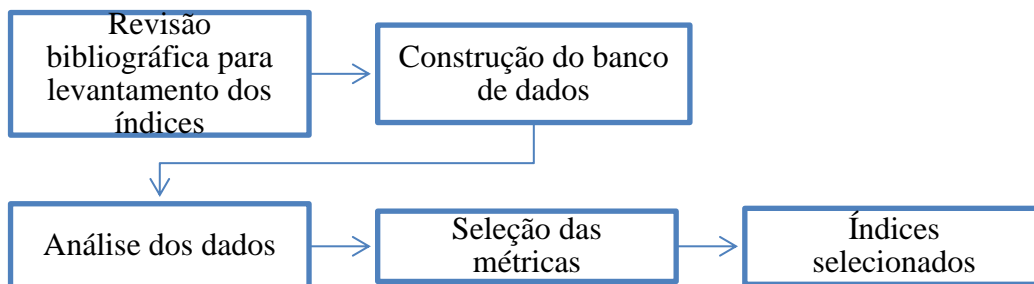 Revisão
bibliográfica para
levantamento dos
índices
Construção do banco
de dados
Análise dos dados
Seleção das
métricas
Índices
selecionados